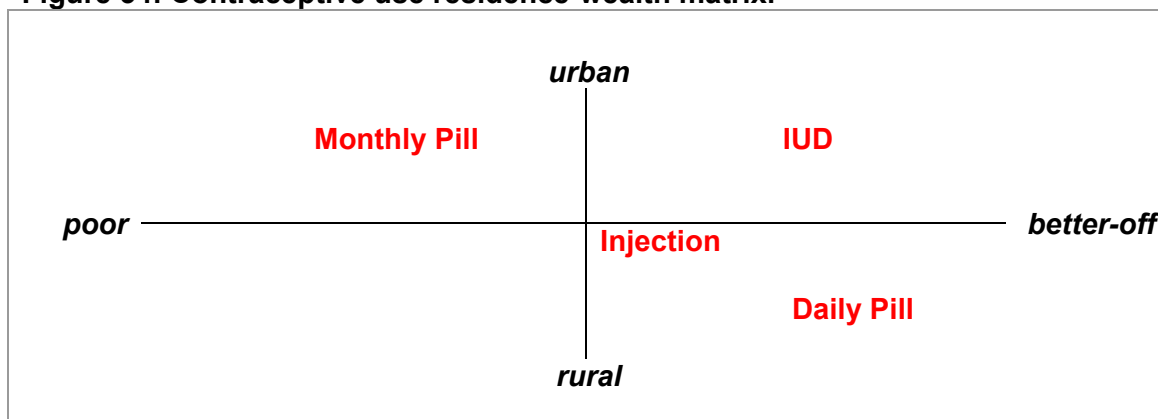 urban
Monthly Pill IUD
poor better-off
Injection
Daily Pill
rural